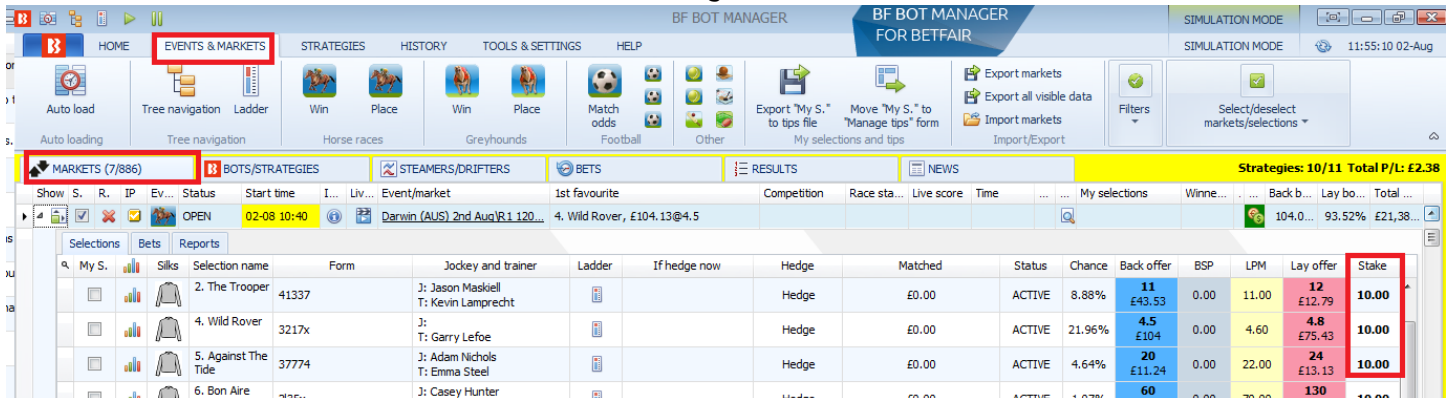 BF BOT MANAGER
BF BOT MANAGER
FOR BETFAIR
SIMULATION MODE
HOME EVENTS & MARKETS STRATEGIES HISTORY TOOLS & SETTINGS HELP
SIMULATION MODE 11:55:10 02-Aug
Auto load Tree navigation Ladder Win Place Win Place Match odds Export "My S." to tips file Move "My S." to "Manage tips" form Export markets Export all visible data Import markets Filters Select/deselect markets/selections
Auto loading Tree navigation Horse races Greyhounds Football Other My selections and tips Import/Export
MARKETS (7/886) BOTS/STRATEGIES STEAMERS/DRIFTERS BETS RESULTS NEWS Strategies: 10/11 Total P/L: £2.38
Show S. R. IP Ev... Status Start time I... Liv... Event/market 1st favourite Competition Race sta... Live score Time ... ... My selections Winne... . Back b... Lay bo... Total ...
OPEN 02-08 10:40 Darwin (AUS) 2nd Aug\R1 120... 4. Wild Rover, £104.13@4.5 104.0... 93.52% £21,38...
Selections Bets Reports
My S. Silks Selection name Form Jockey and trainer Ladder If hedge now Hedge Matched Status Chance Back offer BSP LPM Lay offer Stake
2. The Trooper 41337 J: Jason Maskiell T: Kevin Lamprecht Hedge £0.00 ACTIVE 8.88% 11 £43.53 0.00 11.00 12 £12.79 10.00
4. Wild Rover 3217x J: T: Garry Lefoe Hedge £0.00 ACTIVE 21.96% 4.5 £104 0.00 4.60 4.8 £75.43 10.00
5. Against The Tide 37774 J: Adam Nichols T: Emma Steel Hedge £0.00 ACTIVE 4.64% 20 £11.24 0.00 22.00 24 £13.13 10.00
6. Bon Aire J: Casey Hunter 60 130